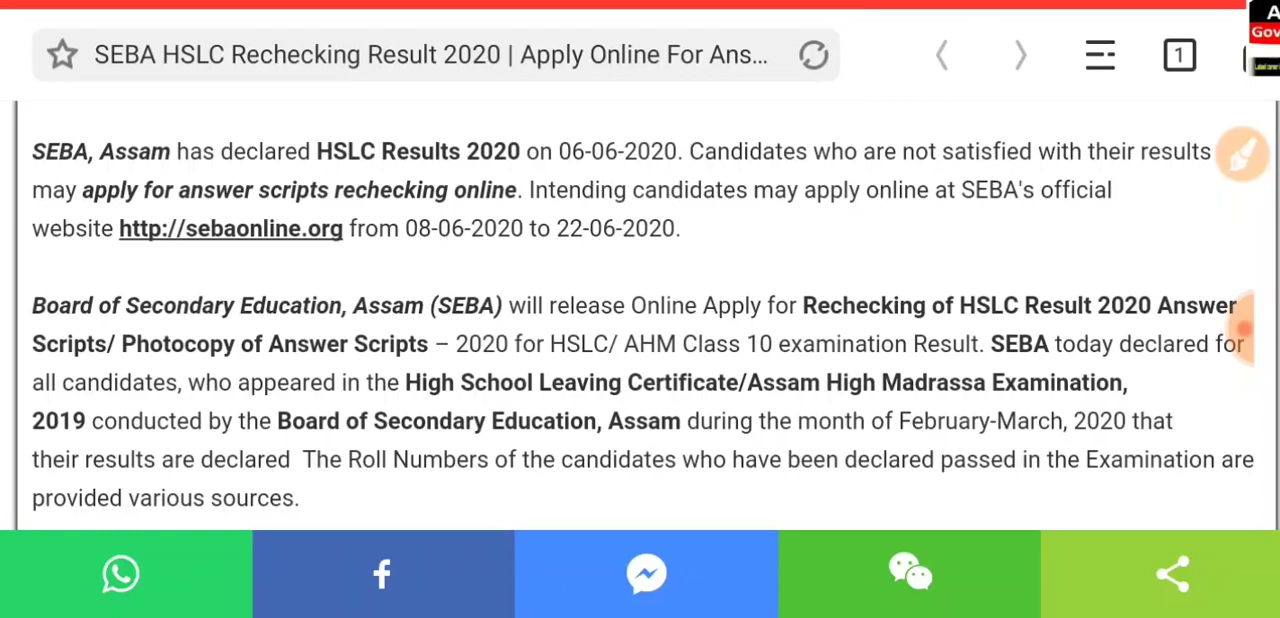 SEBA HSLC Rechecking Result 2020 | Apply Online For Ans...
1
A
Gov
SEBA, Assam has declared HSLC Results 2020 on 06-06-2020. Candidates who are not satisfied with their results
may apply for answer scripts rechecking online. Intending candidates may apply online at SEBA's official
website http://sebaonline.org from 08-06-2020 to 22-06-2020.
Board of Secondary Education, Assam (SEBA) will release Online Apply for Rechecking of HSLC Result 2020 Answer
Scripts/ Photocopy of Answer Scripts – 2020 for HSLC/ AHM Class 10 examination Result. SEBA today declared for
all candidates, who appeared in the High School Leaving Certificate/Assam High Madrassa Examination,
2019 conducted by the Board of Secondary Education, Assam during the month of February-March, 2020 that
their results are declared  The Roll Numbers of the candidates who have been declared passed in the Examination are
provided various sources.